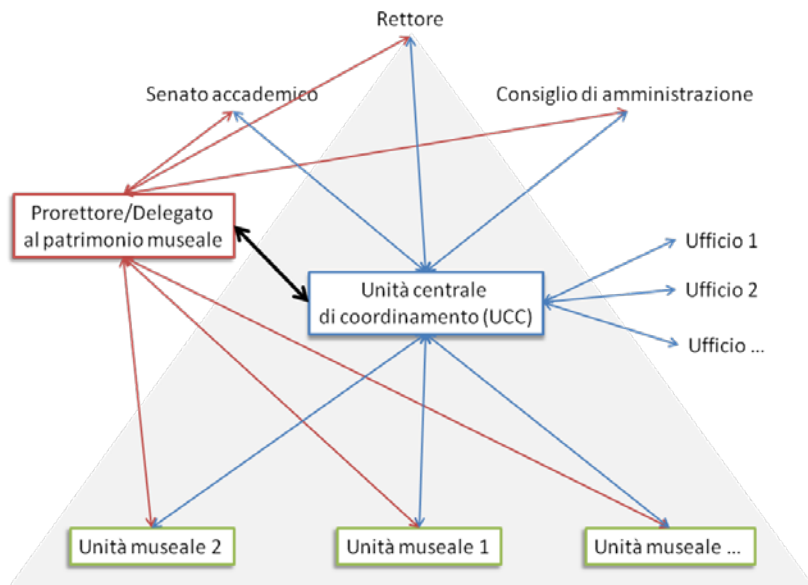 Rettore
Senato accademico
Consiglio di amministrazione
Prorettore/Delegato
al patrimonio museale
Ufficio 1
Unità centrale
di coordinamento (UCC)
Ufficio 2
Ufficio ...
Unità museale 2
Unità museale 1
Unità museale ...